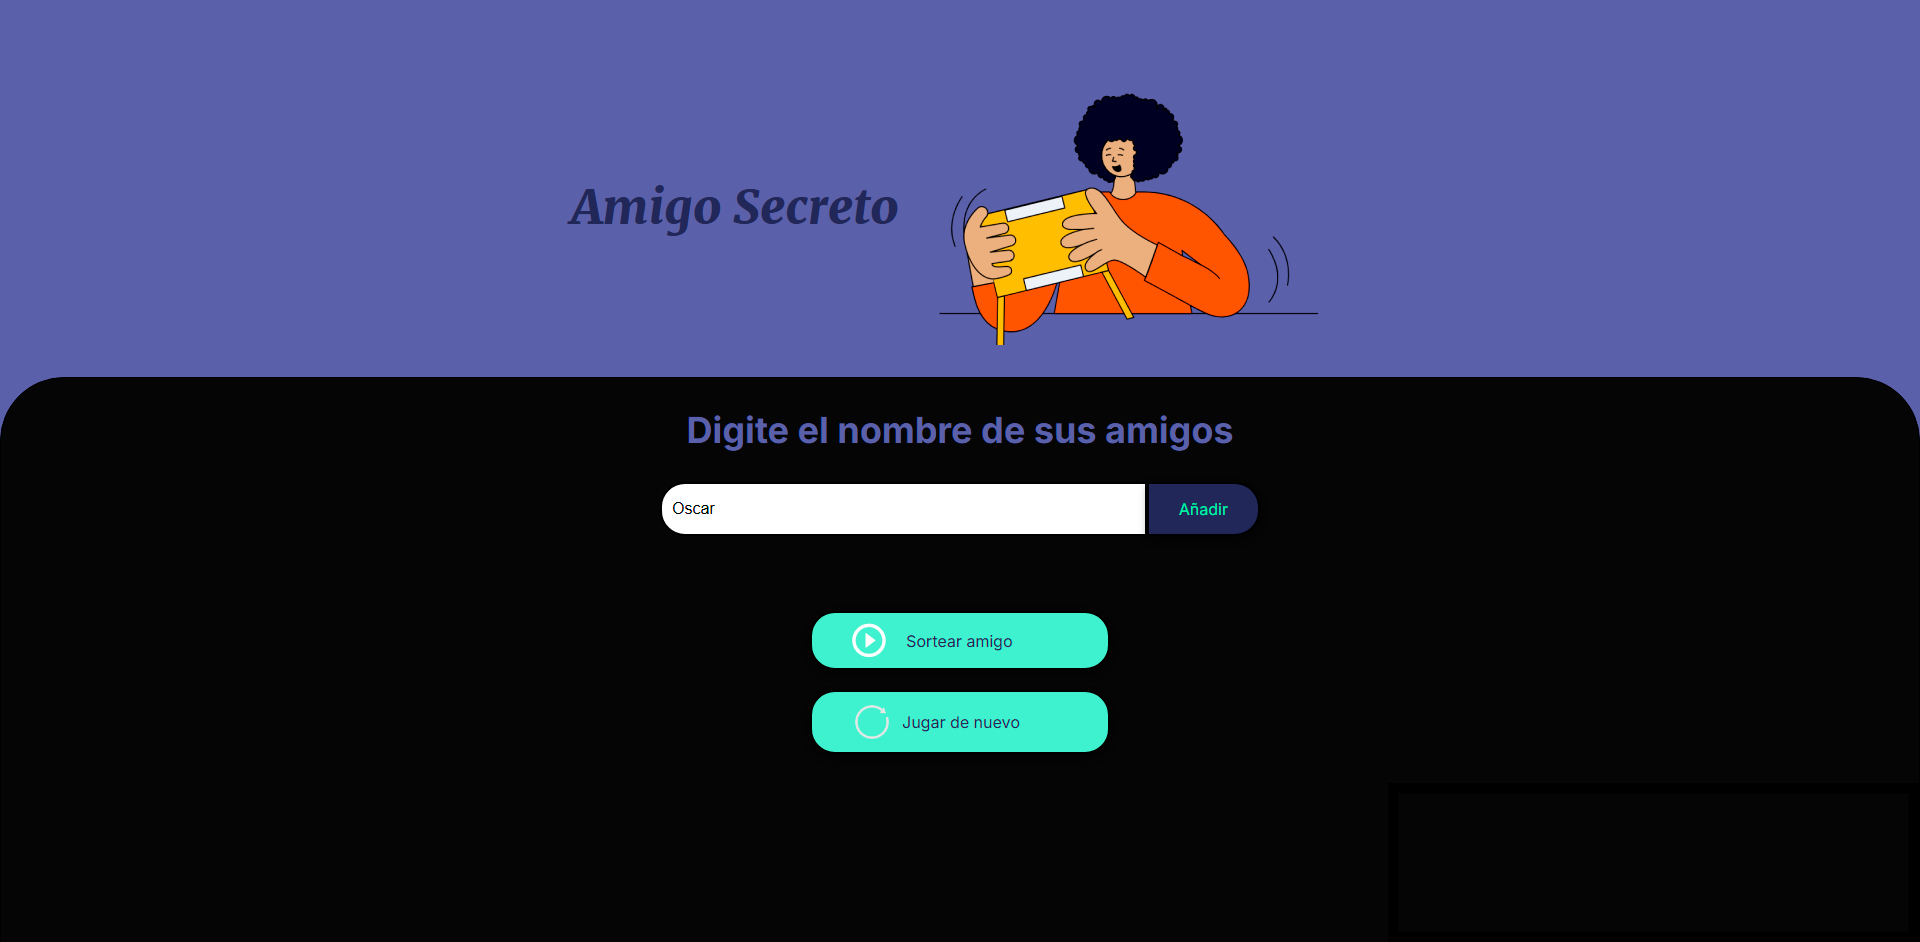 Amigo Secreto
Digite el nombre de sus amigos
Oscar
Añadir
Sortear amigo
Jugar de nuevo